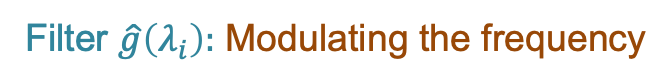 Filter ĝ(λᵢ): Modulating the frequency